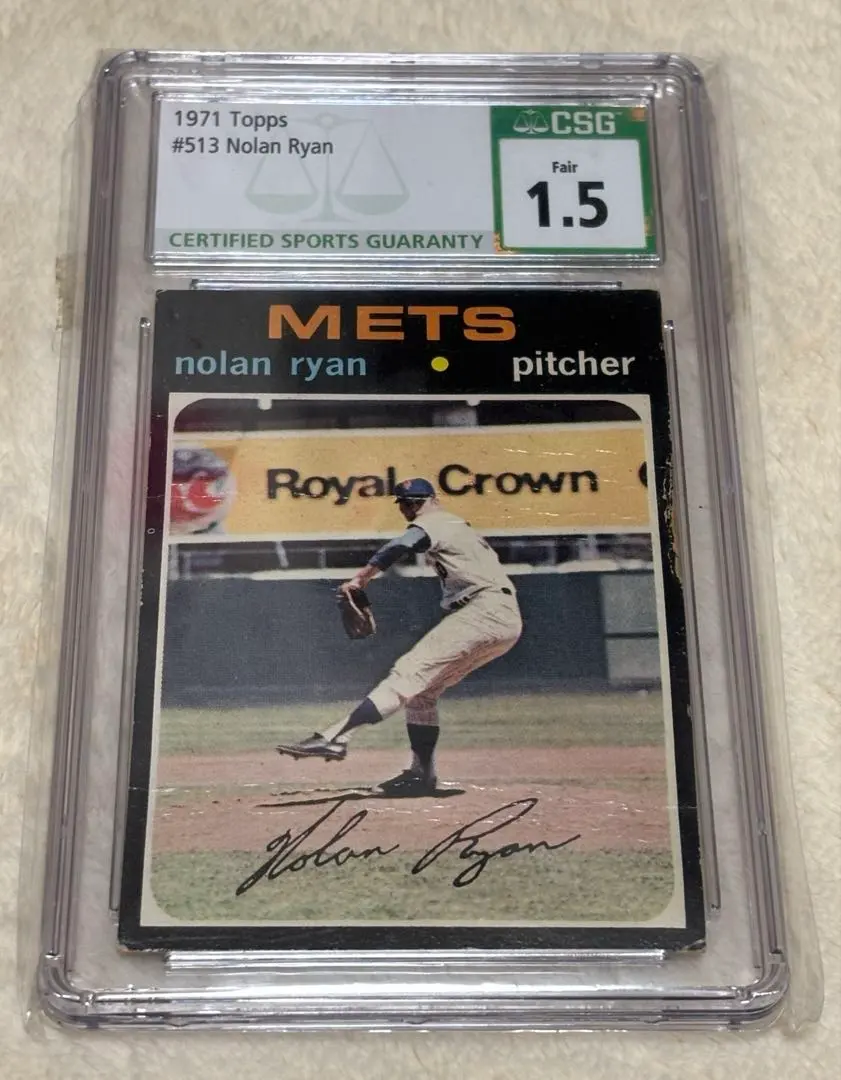 1971 Topps
#513 Nolan Ryan
CERTIFIED SPORTS GUARANTY
CSG™
Fair
1.5
METS
nolan ryan • pitcher
Royal Crown C
Nolan Ryan